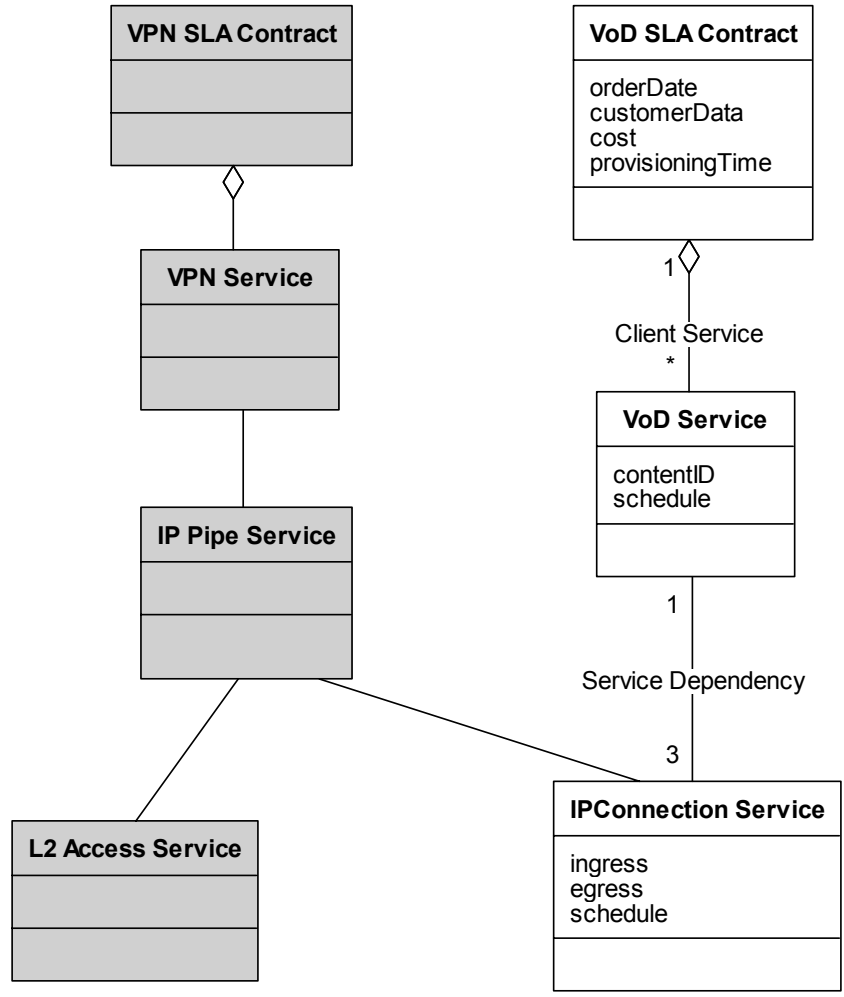 VPN SLA Contract
VoD SLA Contract
orderDate
customerData
cost
provisioningTime
1
Client Service
*
VPN Service
VoD Service
contentID
schedule
IP Pipe Service
1
Service Dependency
3
IPConnection Service
ingress
egress
schedule
L2 Access Service